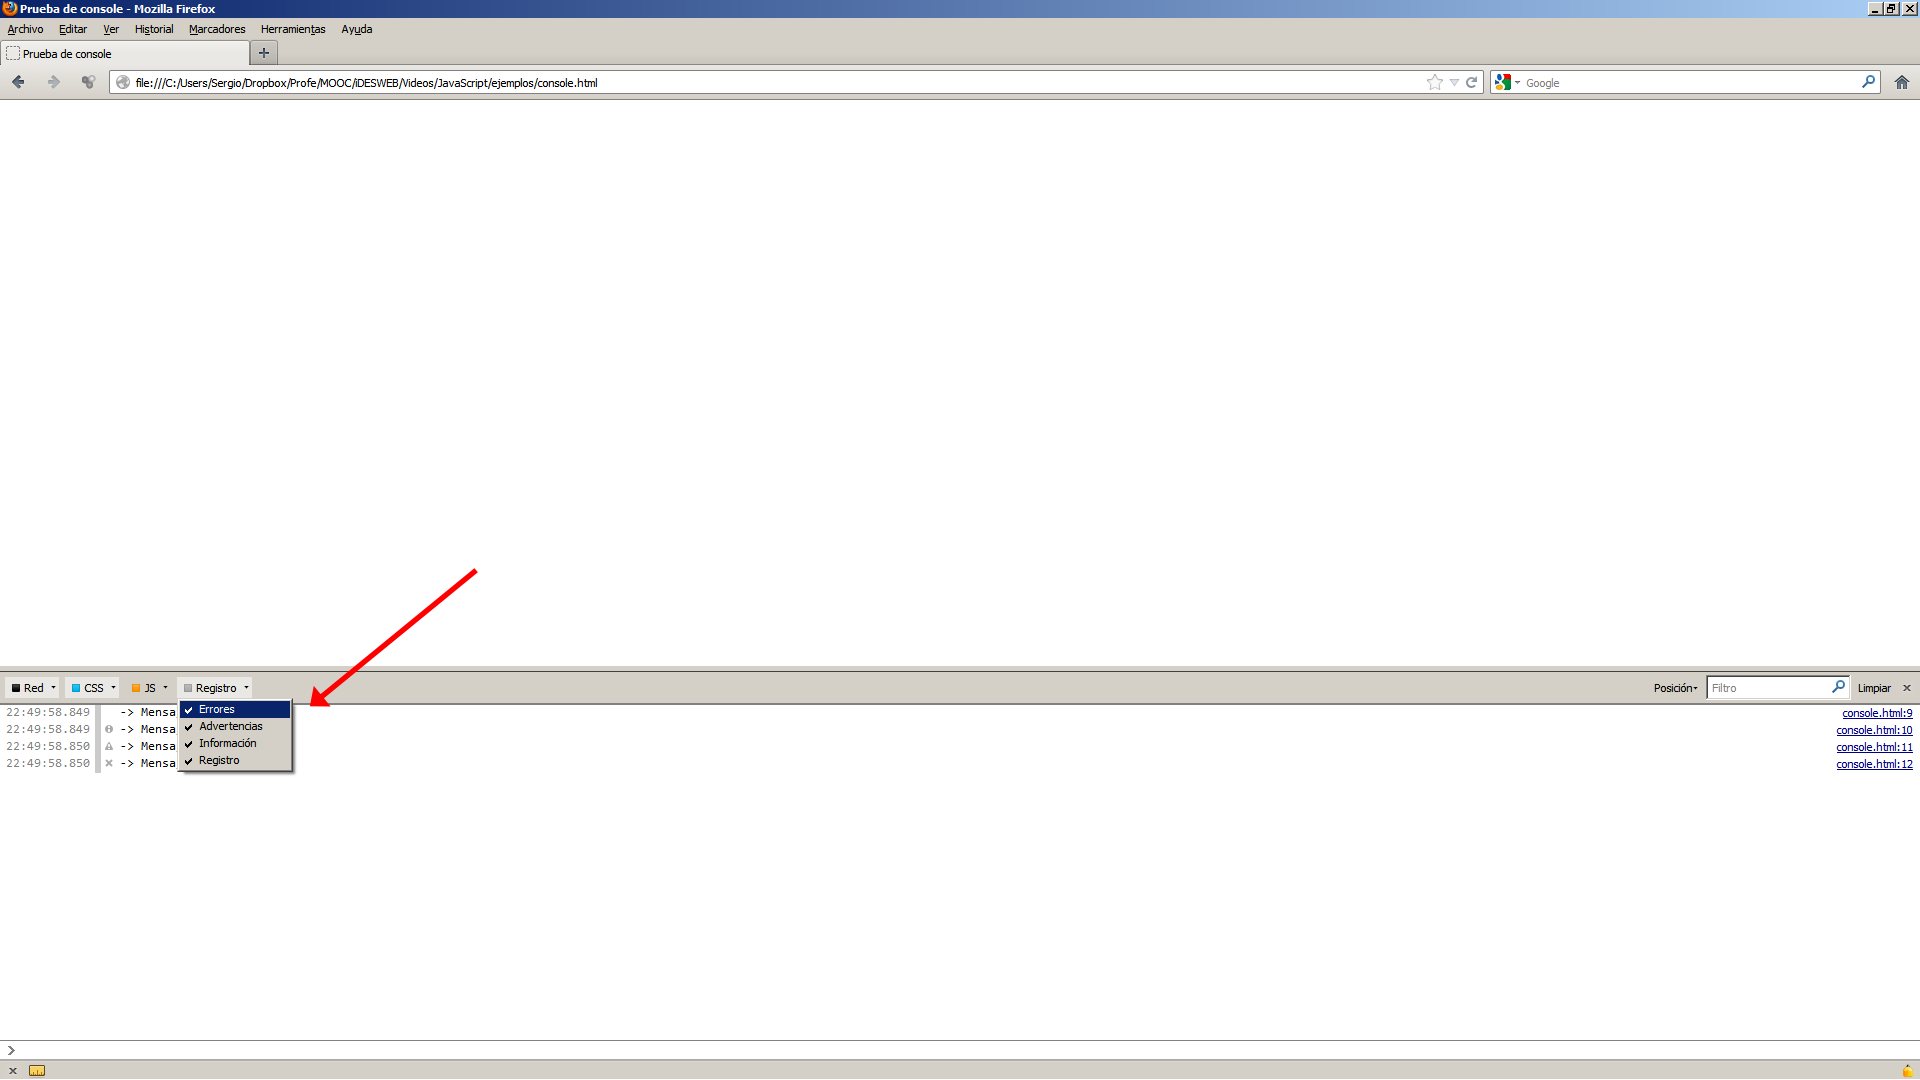 Prueba de console - Mozilla Firefox
Archivo Editar Ver Historial Marcadores Herramientas Ayuda
Prueba de console
file:///C:/Users/Sergio/Dropbox/Profe/MOOC/iDESWEB/Videos/JavaScript/ejemplos/console.html
Google
Red CSS JS Registro Posición Filtro Limpiar
Errores
Advertencias
Información
Registro
22:49:58.849 -> Mensa console.html:9
22:49:58.849 -> Mensa console.html:10
22:49:58.850 -> Mensa console.html:11
22:49:58.850 -> Mensa console.html:12